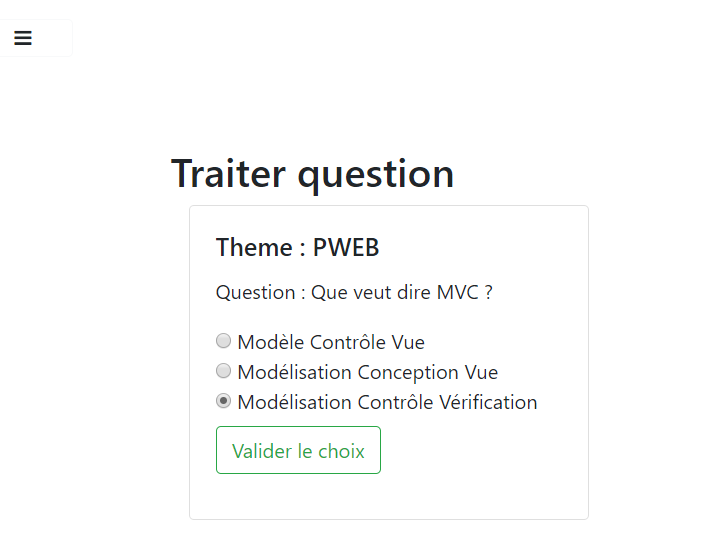 Traiter question
Theme : PWEB
Question : Que veut dire MVC ?
Modèle Contrôle Vue
Modélisation Conception Vue
Modélisation Contrôle Vérification
Valider le choix